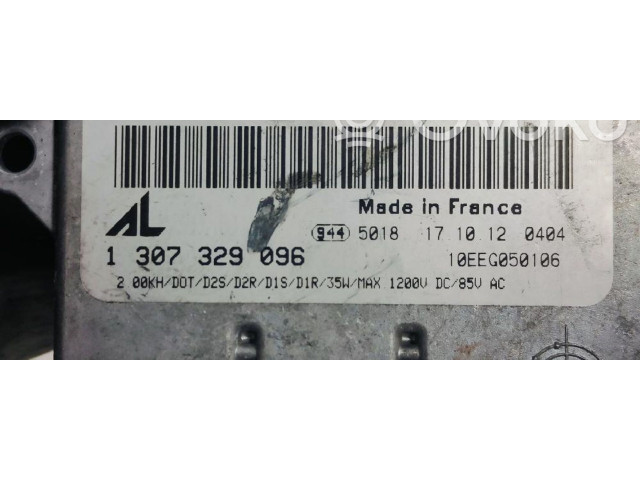 AL
Made in France
944 5018 17.10.12 0404
1 307 329 096
10EEG050106
2.00KH/DOT/D2S/D2R/D1S/D1R/35W/MAX 1200V DC/85V AC